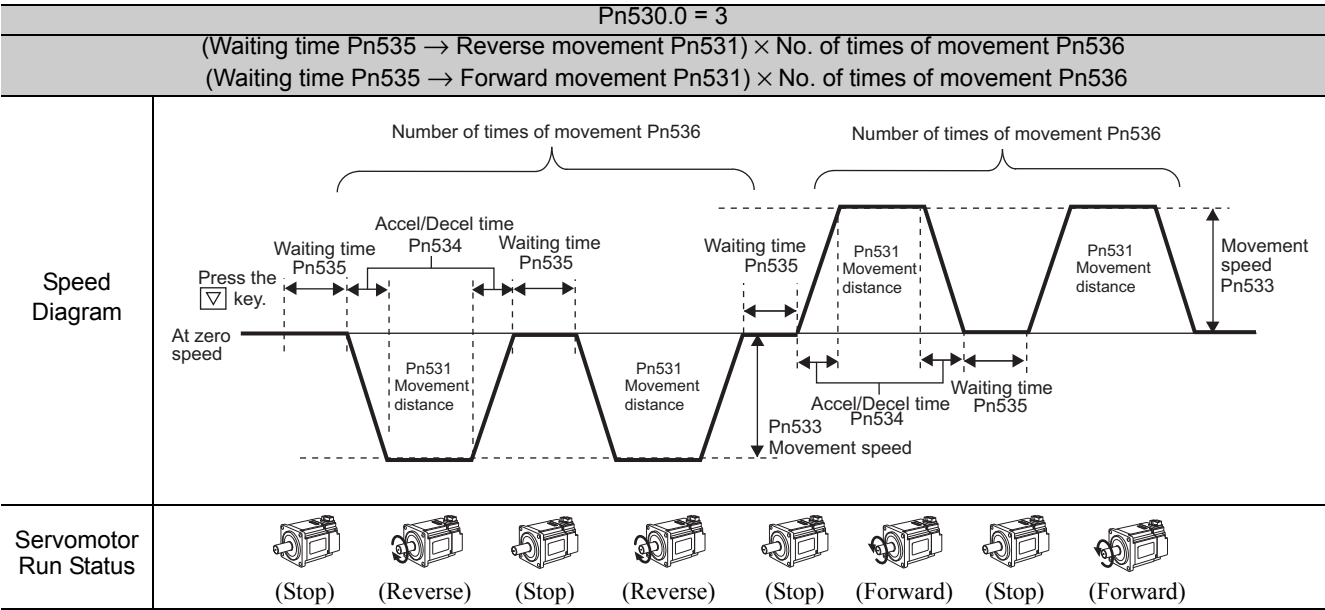 Pn530.0 = 3
(Waiting time Pn535 → Reverse movement Pn531) × No. of times of movement Pn536
(Waiting time Pn535 → Forward movement Pn531) × No. of times of movement Pn536
Speed
Diagram
Number of times of movement Pn536
Number of times of movement Pn536
Press the
▽ key.
Waiting time
Pn535
Accel/Decel time
Pn534
Waiting time
Pn535
Waiting time
Pn535
Pn531
Movement
distance
Pn531
Movement
distance
Movement
speed
Pn533
At zero
speed
Pn531
Movement
distance
Pn531
Movement
distance
Pn533
Movement speed
Accel/Decel time
Pn534
Waiting time
Pn535
Servomotor
Run Status
(Stop) (Reverse) (Stop) (Reverse) (Stop) (Forward) (Stop) (Forward)